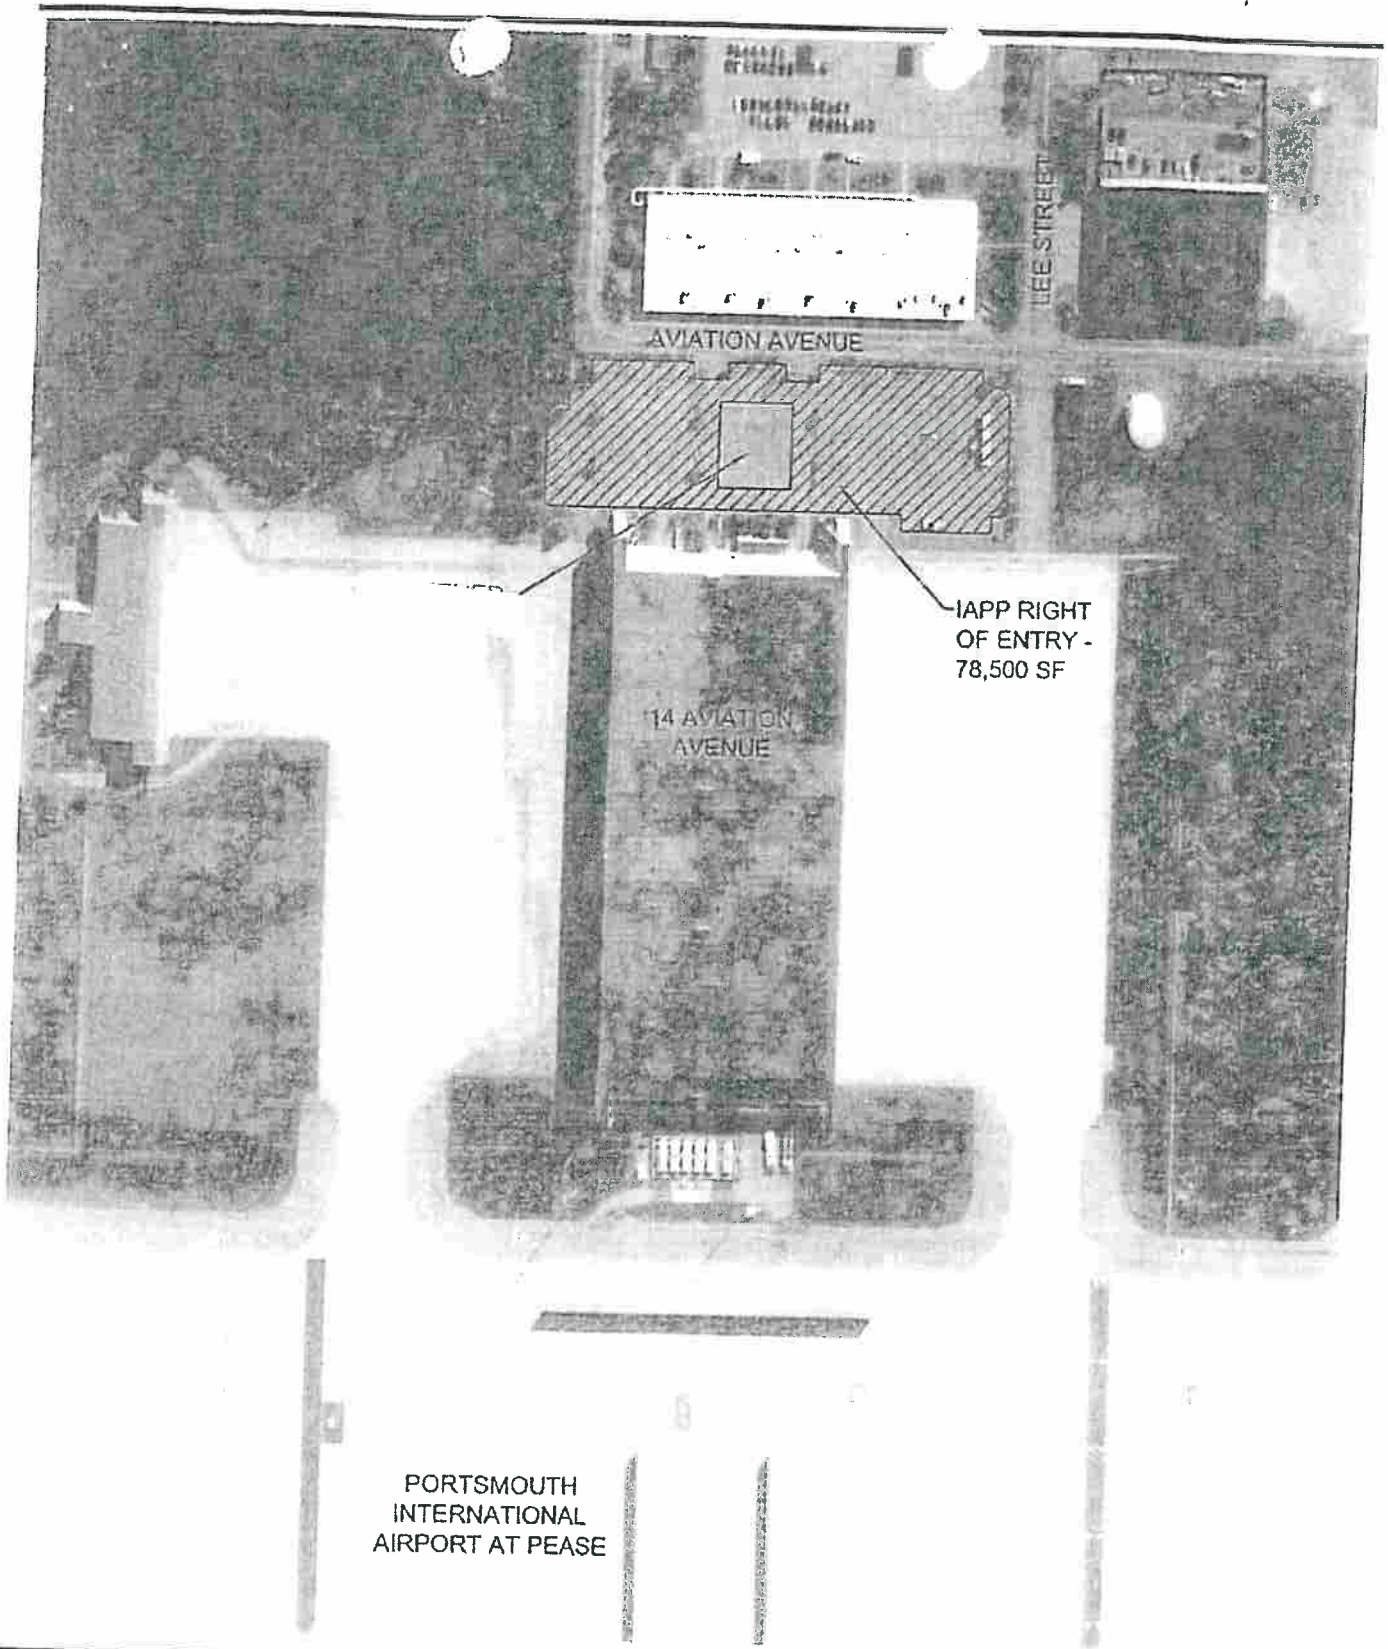 LEE STREET
AVIATION AVENUE
IAPP RIGHT
OF ENTRY -
78,500 SF
14 AVIATION
AVENUE
PORTSMOUTH
INTERNATIONAL
AIRPORT AT PEASE